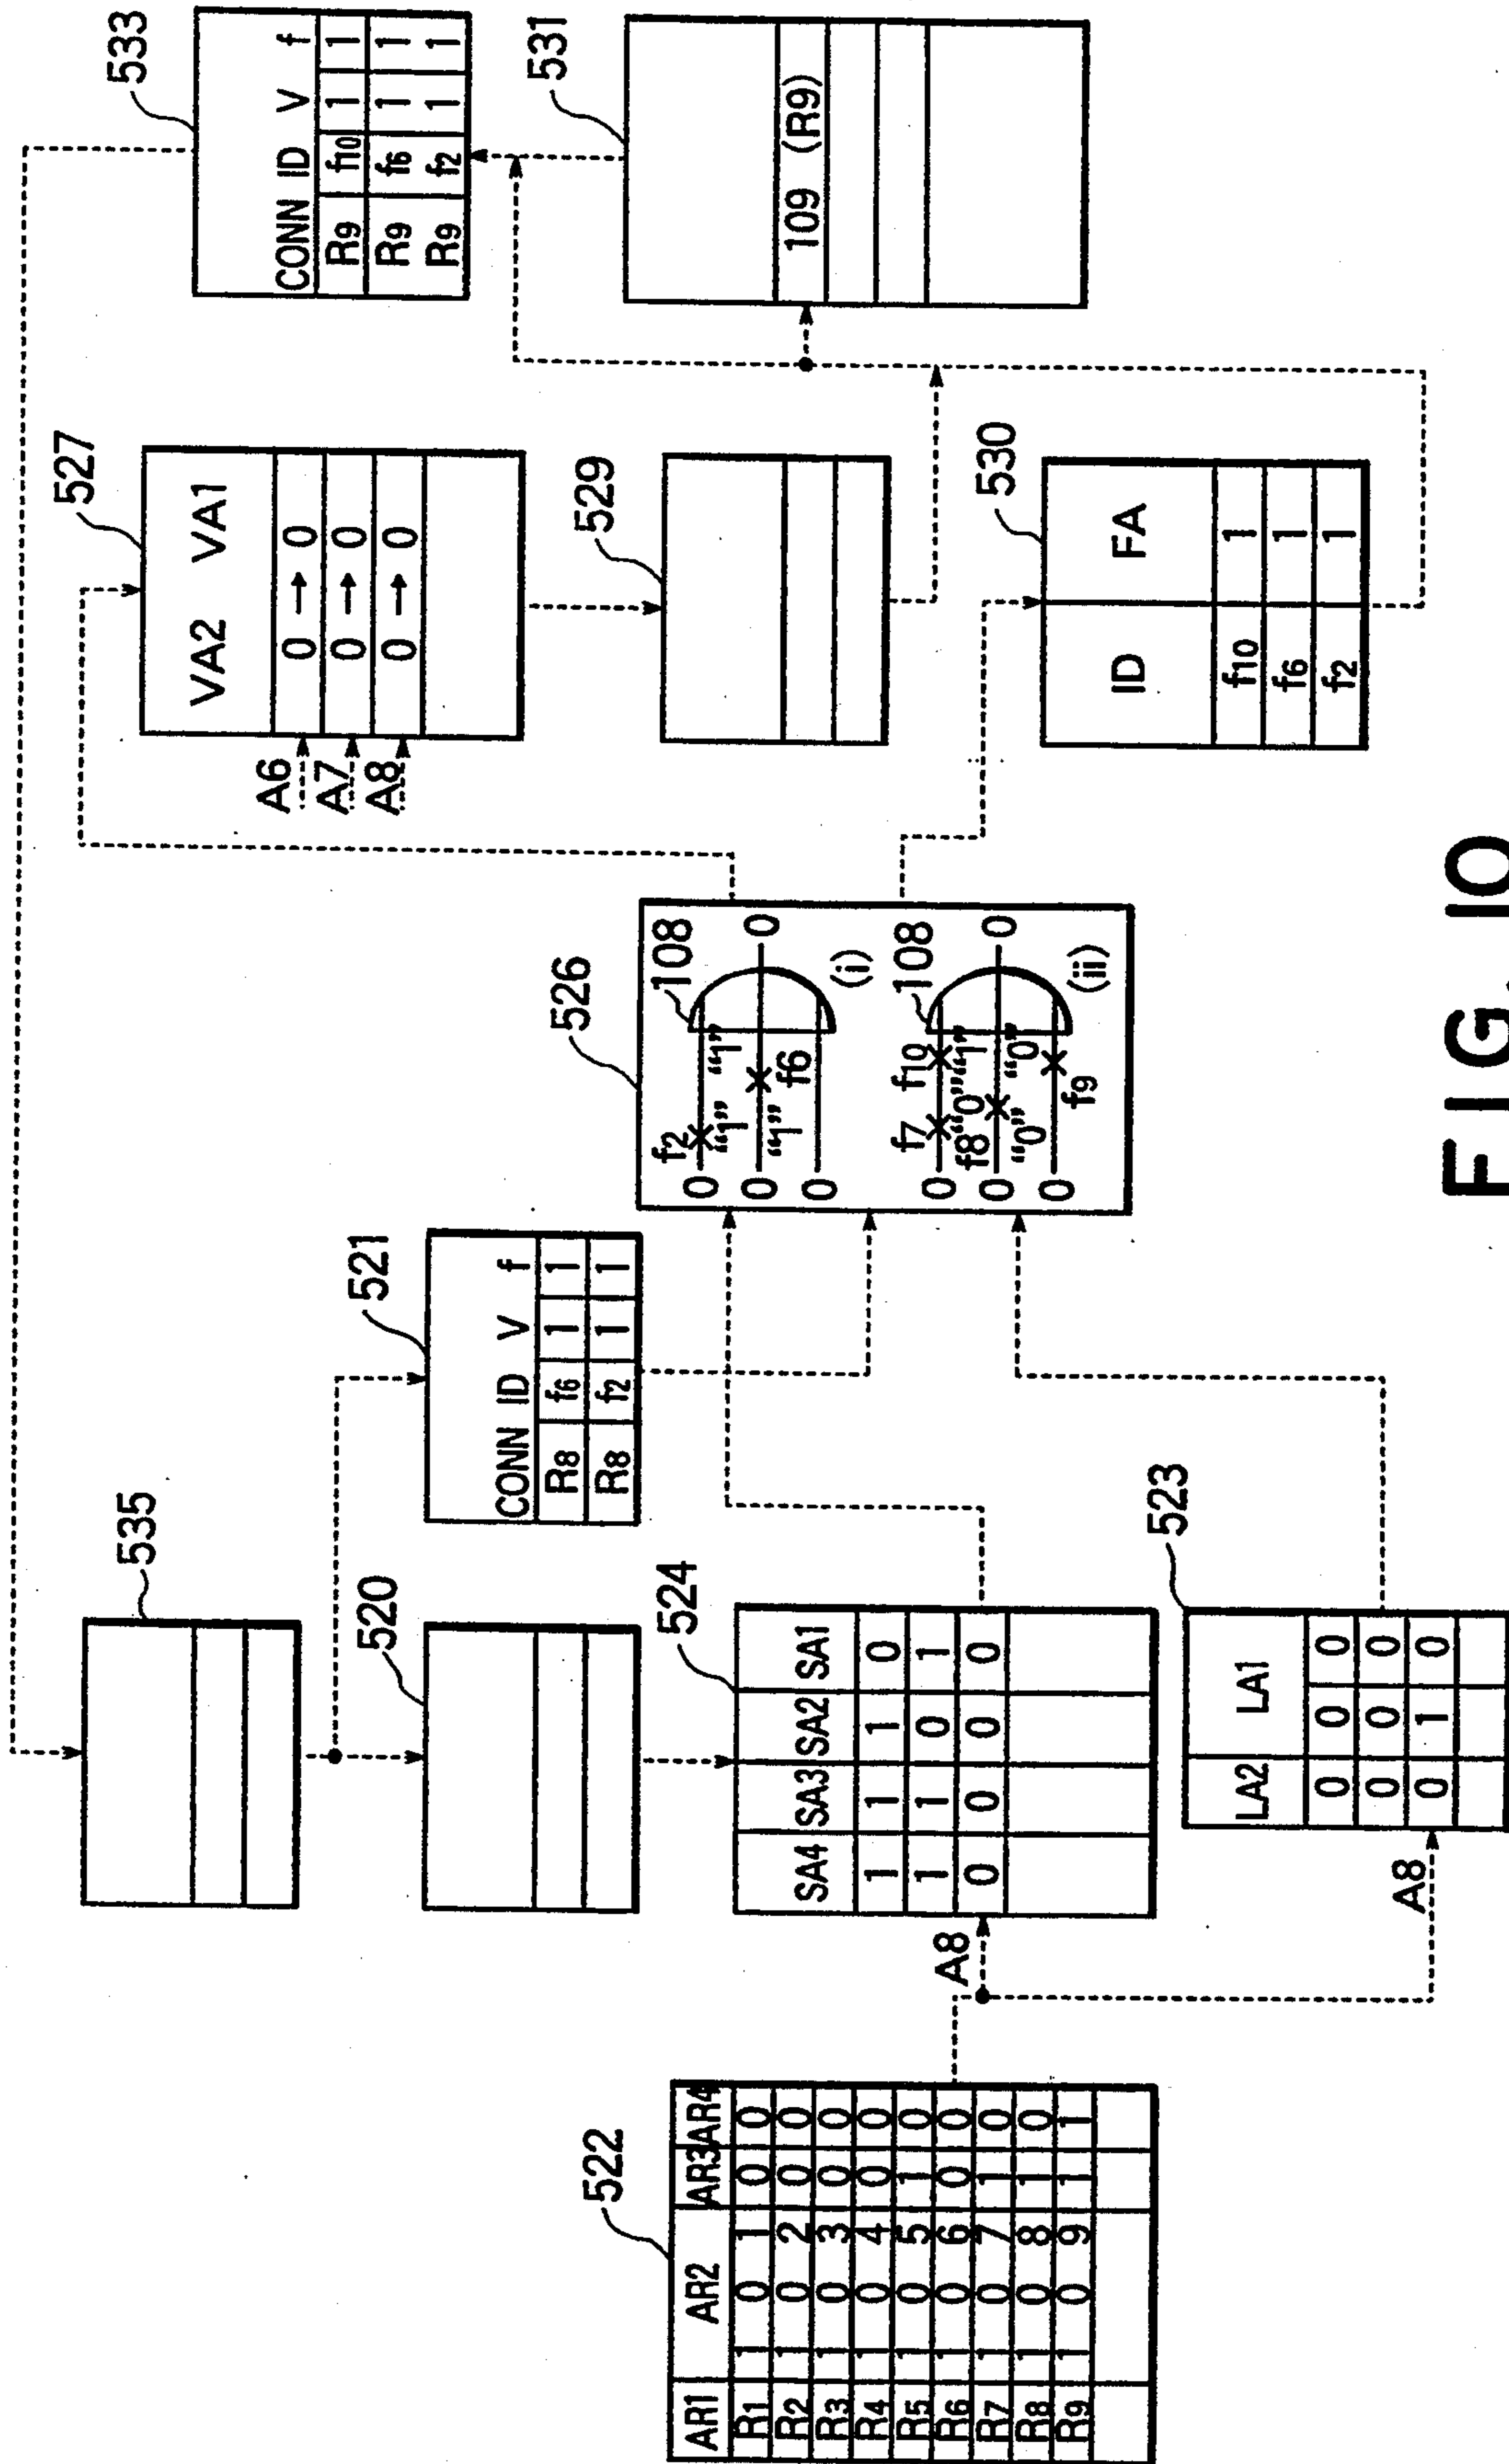 535
520
521
CONN ID V f
R8 f6 1 1
R8 f2 1 1
522
AR1 AR2 AR3 AR4
R1 1 0 1 0 0
R2 1 0 2 0 0
R3 1 0 3 0 0
R4 1 0 4 0 0
R5 1 0 5 1 0
R6 1 0 6 0 0
R7 1 0 7 1 0
R8 1 0 8 1 0
R9 1 0 9 1 1
A8
A8
524
SA4 SA3 SA2 SA1
1 1 1 0
1 1 0 1
0 0 0 0
523
LA2 LA1
0 0 0
0 0 0
0 1 0
526
108
f2
0 "1" "1"
0 "1" f6 0
0
(i)
108
f7 f10
0 "0" "1"
f8
0 "0" "0" 0
0 f9
(ii)
527
VA2 VA1
A6 0 → 0
A7 0 → 0
A8 0 → 0
529
530
ID FA
f10 1
f6 1
f2 1
533
CONN ID V f
R9 f10 1 1
R9 f6 1 1
R9 f2 1 1
531
109 (R9)
FIG. 10